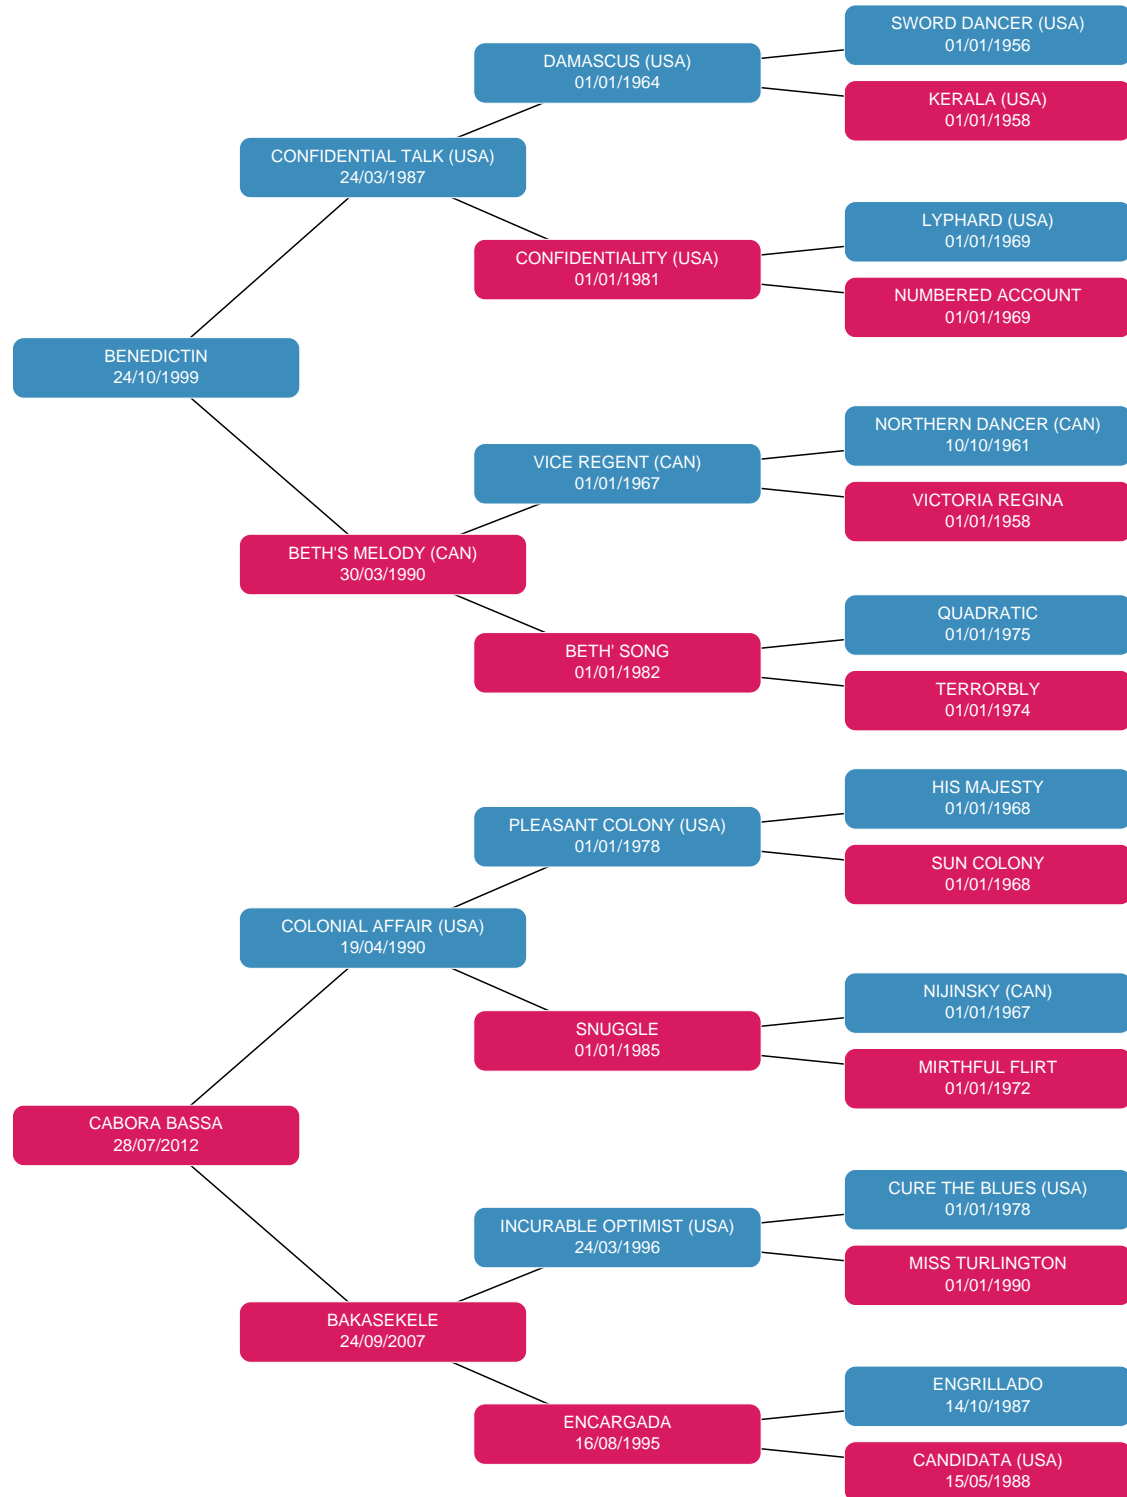 SWORD DANCER (USA)
01/01/1956
DAMASCUS (USA)
01/01/1964
KERALA (USA)
01/01/1958
CONFIDENTIAL TALK (USA)
24/03/1987
LYPHARD (USA)
01/01/1969
CONFIDENTIALITY (USA)
01/01/1981
NUMBERED ACCOUNT
01/01/1969
BENEDICTIN
24/10/1999
NORTHERN DANCER (CAN)
10/10/1961
VICE REGENT (CAN)
01/01/1967
VICTORIA REGINA
01/01/1958
BETH'S MELODY (CAN)
30/03/1990
QUADRATIC
01/01/1975
BETH' SONG
01/01/1982
TERRORBLY
01/01/1974
HIS MAJESTY
01/01/1968
PLEASANT COLONY (USA)
01/01/1978
SUN COLONY
01/01/1968
COLONIAL AFFAIR (USA)
19/04/1990
NIJINSKY (CAN)
01/01/1967
SNUGGLE
01/01/1985
MIRTHFUL FLIRT
01/01/1972
CABORA BASSA
28/07/2012
CURE THE BLUES (USA)
01/01/1978
INCURABLE OPTIMIST (USA)
24/03/1996
MISS TURLINGTON
01/01/1990
BAKASEKELE
24/09/2007
ENGRILLADO
14/10/1987
ENCARGADA
16/08/1995
CANDIDATA (USA)
15/05/1988